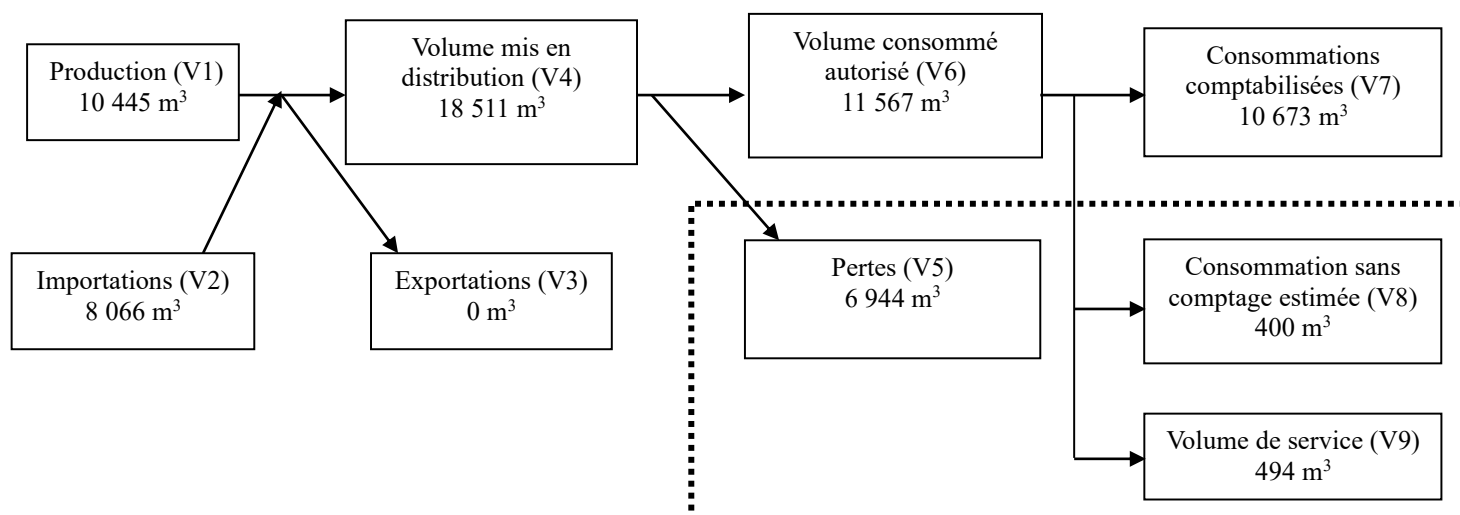 Production (V1)
10 445 m³
Volume mis en
distribution (V4)
18 511 m³
Volume consommé
autorisé (V6)
11 567 m³
Consommations
comptabilisées (V7)
10 673 m³
Importations (V2)
8 066 m³
Exportations (V3)
0 m³
Pertes (V5)
6 944 m³
Consommation sans
comptage estimée (V8)
400 m³
Volume de service (V9)
494 m³